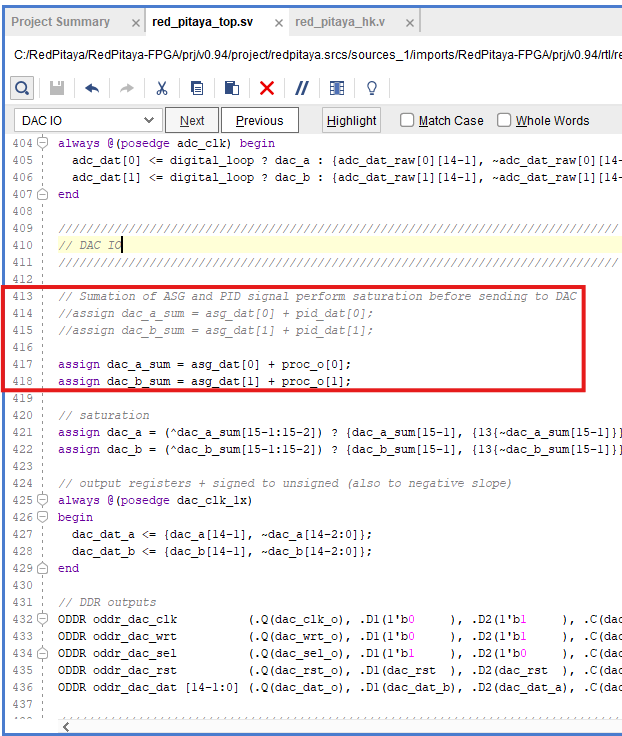 Project Summary × red_pitaya_top.sv × red_pitaya_hk.v ×
C:/RedPitaya/RedPitaya-FPGA/prj/v0.94/project/redpitaya.srcs/sources_1/imports/RedPitaya-FPGA/prj/v0.94/rtl/re
DAC IO Next Previous Highlight Match Case Whole Words
404 always @(posedge adc_clk) begin
405 adc_dat[0] <= digital_loop ? dac_a : {adc_dat_raw[0][14-1], ~adc_dat_raw[0][14-
406 adc_dat[1] <= digital_loop ? dac_b : {adc_dat_raw[1][14-1], ~adc_dat_raw[1][14-
407 end
408
409 ////////////////////////////////////////////////////////////////////////////////
410 // DAC IO
411 ////////////////////////////////////////////////////////////////////////////////
412
413 // Sumation of ASG and PID signal perform saturation before sending to DAC
414 //assign dac_a_sum = asg_dat[0] + pid_dat[0];
415 //assign dac_b_sum = asg_dat[1] + pid_dat[1];
416
417 assign dac_a_sum = asg_dat[0] + proc_o[0];
418 assign dac_b_sum = asg_dat[1] + proc_o[1];
419
420 // saturation
421 assign dac_a = (^dac_a_sum[15-1:15-2]) ? {dac_a_sum[15-1], {13{~dac_a_sum[15-1]}}
422 assign dac_b = (^dac_b_sum[15-1:15-2]) ? {dac_b_sum[15-1], {13{~dac_b_sum[15-1]}}
423
424 // output registers + signed to unsigned (also to negative slope)
425 always @(posedge dac_clk_1x)
426 begin
427 dac_dat_a <= {dac_a[14-1], ~dac_a[14-2:0]};
428 dac_dat_b <= {dac_b[14-1], ~dac_b[14-2:0]};
429 end
430
431 // DDR outputs
432 ODDR oddr_dac_clk (.Q(dac_clk_o), .D1(1'b0 ), .D2(1'b1 ), .C(dac
433 ODDR oddr_dac_wrt (.Q(dac_wrt_o), .D1(1'b0 ), .D2(1'b1 ), .C(dac
434 ODDR oddr_dac_sel (.Q(dac_sel_o), .D1(1'b1 ), .D2(1'b0 ), .C(dac
435 ODDR oddr_dac_rst (.Q(dac_rst_o), .D1(dac_rst ), .D2(dac_rst ), .C(dac
436 ODDR oddr_dac_dat [14-1:0] (.Q(dac_dat_o), .D1(dac_dat_b), .D2(dac_dat_a), .C(dac
437